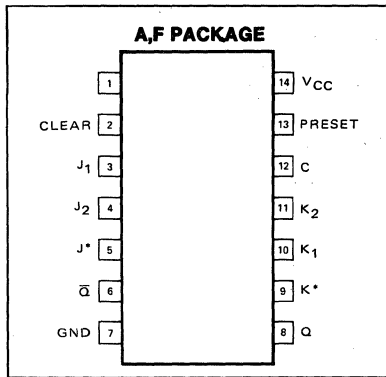 A,F PACKAGE
1
14 VCC
CLEAR 2
13 PRESET
J1 3
12 C
J2 4
11 K2
J* 5
10 K1
Q̅ 6
9 K*
GND 7
8 Q